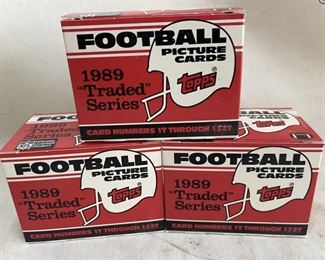 FOOTBALL
PICTURE
CARDS
1989
"Traded"
Series
topps
CARD NUMBERS 1T THROUGH 132T
FOOTBALL
PICTURE
CARDS
1989
"Traded"
Series
topps
CARD NUMBERS 1T THROUGH 132T
FOOTBALL
PICTURE
CARDS
1989
"Traded"
Series
topps
CARD NUMBERS 1T THROUGH 132T